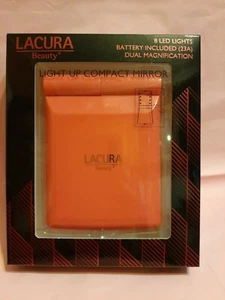 LACURA
Beauty
8 LED LIGHTS
BATTERY INCLUDED (23A)
DUAL MAGNIFICATION
LIGHT UP COMPACT MIRROR
LACURA
Beauty